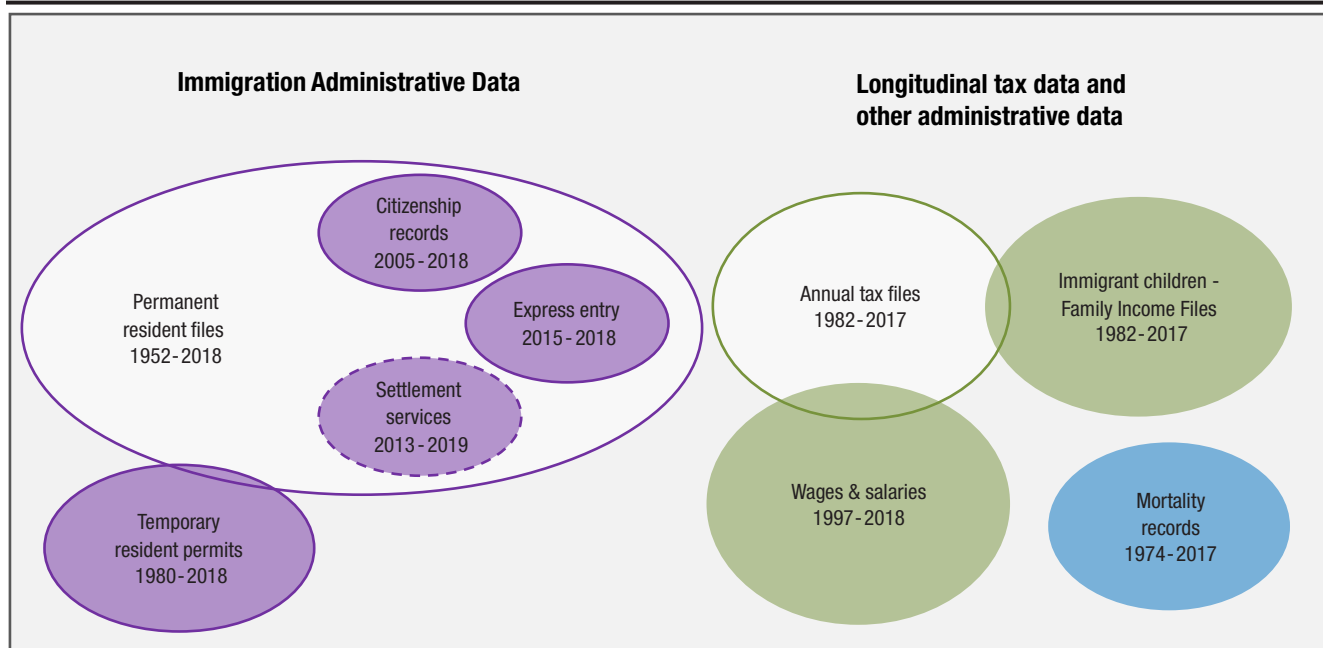 Immigration Administrative Data
Citizenship
records
2005-2018
Permanent
resident files
1952-2018
Express entry
2015-2018
Settlement
services
2013-2019
Temporary
resident permits
1980-2018
Longitudinal tax data and
other administrative data
Annual tax files
1982-2017
Immigrant children -
Family Income Files
1982-2017
Wages & salaries
1997-2018
Mortality
records
1974-2017